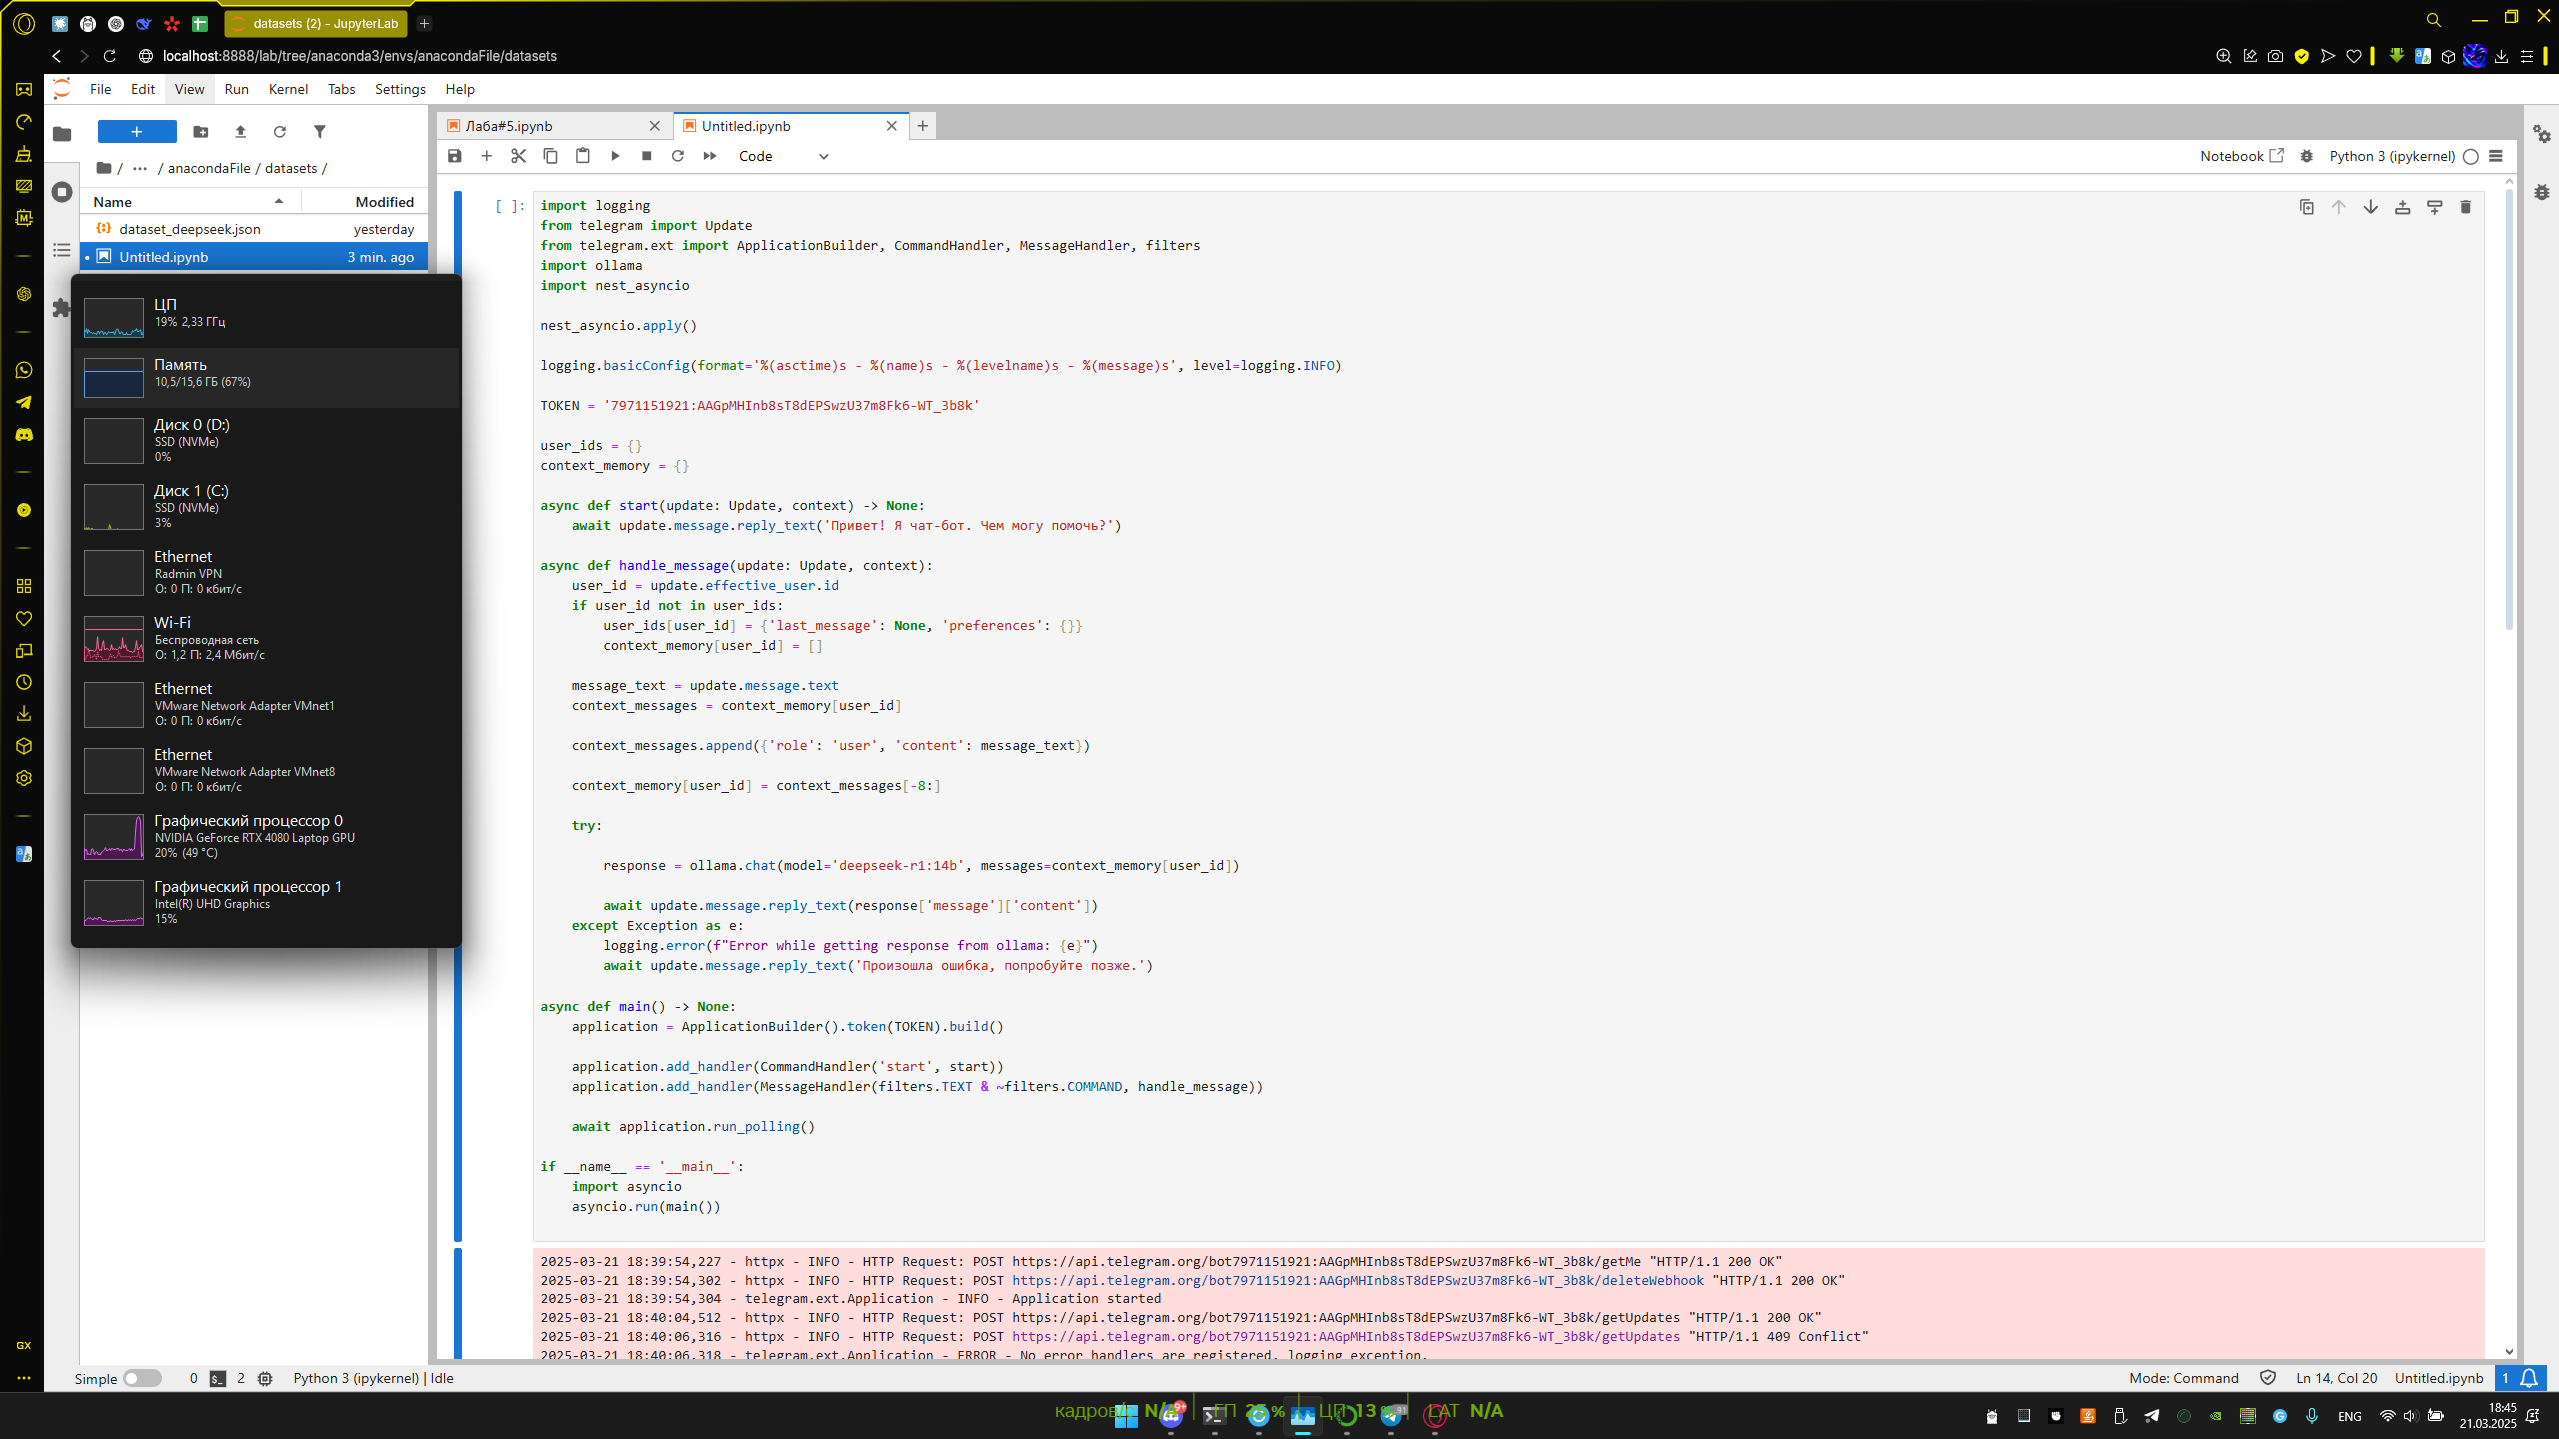 datasets (2) - JupyterLab
localhost:8888/lab/tree/anaconda3/envs/anacondaFile/datasets
File Edit View Run Kernel Tabs Settings Help
/ ··· / anacondaFile / datasets /
Name Modified
dataset_deepseek.json yesterday
Untitled.ipynb 3 min. ago
ЦП
19% 2,33 ГГц
Память
10,5/15,6 ГБ (67%)
Диск 0 (D:)
SSD (NVMe)
0%
Диск 1 (C:)
SSD (NVMe)
3%
Ethernet
Radmin VPN
О: 0 П: 0 кбит/с
Wi-Fi
Беспроводная сеть
О: 1,2 П: 2,4 Мбит/с
Ethernet
VMware Network Adapter VMnet1
О: 0 П: 0 кбит/с
Ethernet
VMware Network Adapter VMnet8
О: 0 П: 0 кбит/с
Графический процессор 0
NVIDIA GeForce RTX 4080 Laptop GPU
20% (49 °C)
Графический процессор 1
Intel(R) UHD Graphics
15%
Лаба#5.ipynb
Untitled.ipynb
Code
Notebook
Python 3 (ipykernel)
[ ]:
import logging
from telegram import Update
from telegram.ext import ApplicationBuilder, CommandHandler, MessageHandler, filters
import ollama
import nest_asyncio
nest_asyncio.apply()
logging.basicConfig(format='%(asctime)s - %(name)s - %(levelname)s - %(message)s', level=logging.INFO)
TOKEN = '7971151921:AAGpMHInb8sT8dEPSwzU37m8Fk6-WT_3b8k'
user_ids = {}
context_memory = {}
async def start(update: Update, context) -> None:
    await update.message.reply_text('Привет! Я чат-бот. Чем могу помочь?')
async def handle_message(update: Update, context):
    user_id = update.effective_user.id
    if user_id not in user_ids:
        user_ids[user_id] = {'last_message': None, 'preferences': {}}
        context_memory[user_id] = []
    message_text = update.message.text
    context_messages = context_memory[user_id]
    context_messages.append({'role': 'user', 'content': message_text})
    context_memory[user_id] = context_messages[-8:]
    try:
        response = ollama.chat(model='deepseek-r1:14b', messages=context_memory[user_id])
        await update.message.reply_text(response['message']['content'])
    except Exception as e:
        logging.error(f"Error while getting response from ollama: {e}")
        await update.message.reply_text('Произошла ошибка, попробуйте позже.')
async def main() -> None:
    application = ApplicationBuilder().token(TOKEN).build()
    application.add_handler(CommandHandler('start', start))
    application.add_handler(MessageHandler(filters.TEXT & ~filters.COMMAND, handle_message))
    await application.run_polling()
if __name__ == '__main__':
    import asyncio
    asyncio.run(main())
2025-03-21 18:39:54,227 - httpx - INFO - HTTP Request: POST https://api.telegram.org/bot7971151921:AAGpMHInb8sT8dEPSwzU37m8Fk6-WT_3b8k/getMe "HTTP/1.1 200 OK"
2025-03-21 18:39:54,302 - httpx - INFO - HTTP Request: POST https://api.telegram.org/bot7971151921:AAGpMHInb8sT8dEPSwzU37m8Fk6-WT_3b8k/deleteWebhook "HTTP/1.1 200 OK"
2025-03-21 18:39:54,304 - telegram.ext.Application - INFO - Application started
2025-03-21 18:40:04,512 - httpx - INFO - HTTP Request: POST https://api.telegram.org/bot7971151921:AAGpMHInb8sT8dEPSwzU37m8Fk6-WT_3b8k/getUpdates "HTTP/1.1 200 OK"
2025-03-21 18:40:06,316 - httpx - INFO - HTTP Request: POST https://api.telegram.org/bot7971151921:AAGpMHInb8sT8dEPSwzU37m8Fk6-WT_3b8k/getUpdates "HTTP/1.1 409 Conflict"
2025-03-21 18:40:06,318 - telegram.ext.Application - ERROR - No error handlers are registered, logging exception.
GX
Simple 0 2 Python 3 (ipykernel) | Idle
Mode: Command Ln 14, Col 20 Untitled.ipynb 1
N/A ГП 25 % ЦП 13 LAT N/A
9+
91
ENG
18:45
21.03.2025